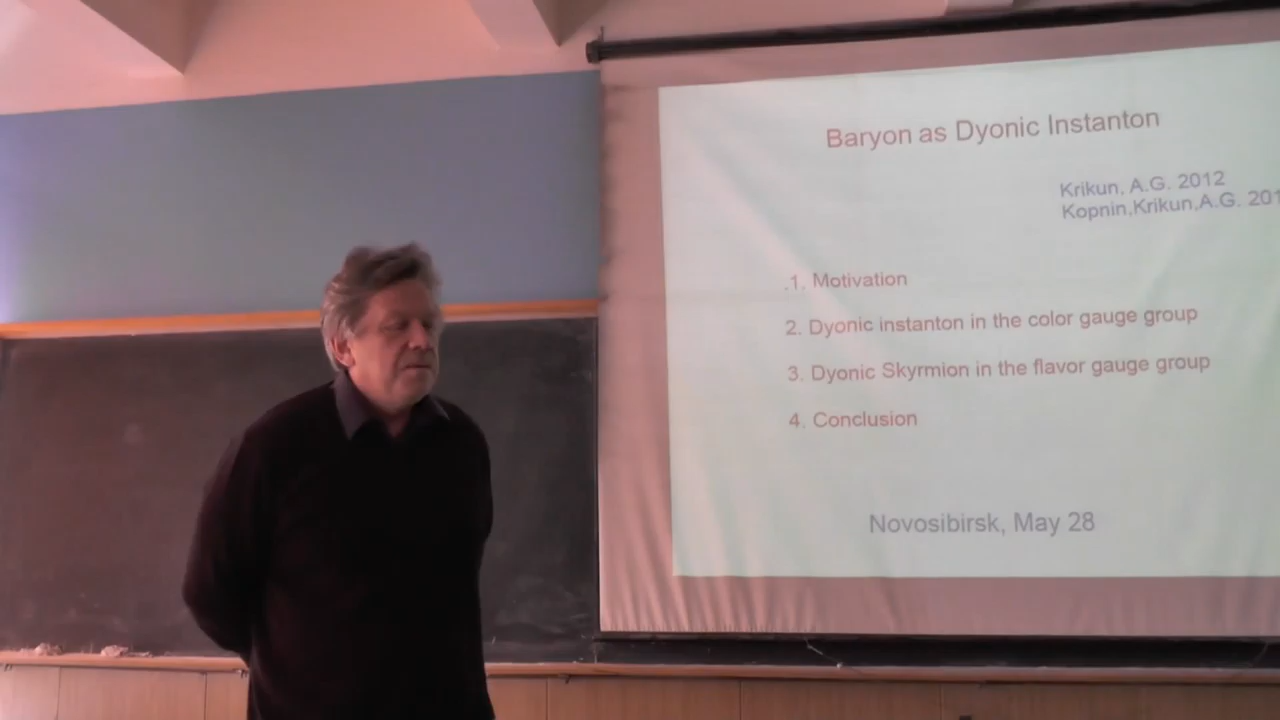 Baryon as Dyonic Instanton
Krikun, A.G. 2012
Kopnin,Krikun,A.G. 201
.1. Motivation
2. Dyonic instanton in the color gauge group
3. Dyonic Skyrmion in the flavor gauge group
4. Conclusion
Novosibirsk, May 28